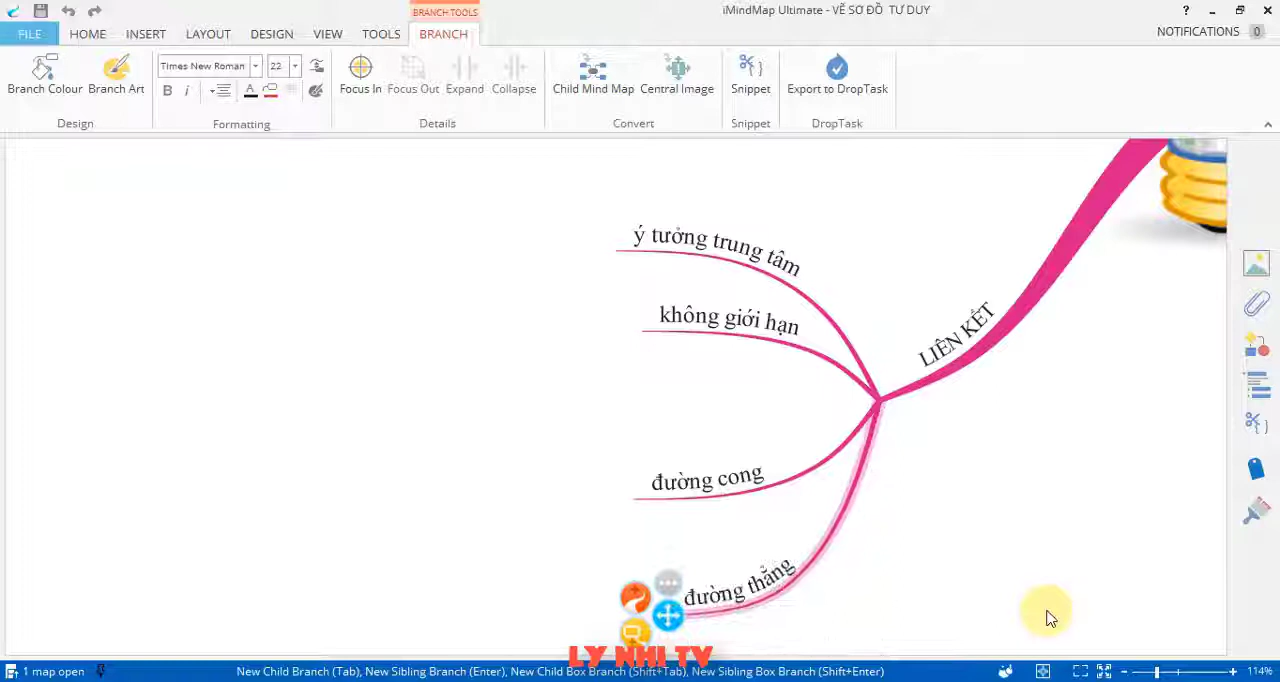 BRANCH TOOLS
iMindMap Ultimate - VẼ SƠ ĐỒ TƯ DUY
?
FILE HOME INSERT LAYOUT DESIGN VIEW TOOLS BRANCH
NOTIFICATIONS 0
Times New Roman 22
B i A
Branch Colour Branch Art Focus In Focus Out Expand Collapse Child Mind Map Central Image Snippet Export to DropTask
Design Formatting Details Convert Snippet DropTask
ý tưởng trung tâm
không giới hạn
LIÊN KẾT
đường cong
đường thẳng
LY NHI TV
1 map open New Child Branch (Tab), New Sibling Branch (Enter), New Child Box Branch (Shift+Tab), New Sibling Box Branch (Shift+Enter) 114%